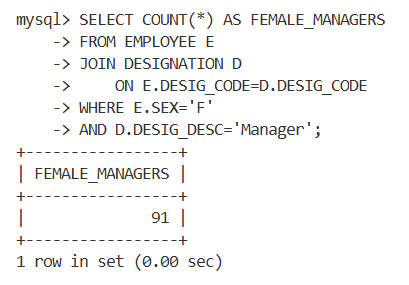 mysql> SELECT COUNT(*) AS FEMALE_MANAGERS
    -> FROM EMPLOYEE E
    -> JOIN DESIGNATION D
    ->     ON E.DESIG_CODE=D.DESIG_CODE
    -> WHERE E.SEX='F'
    -> AND D.DESIG_DESC='Manager';
+-----------------+
| FEMALE_MANAGERS |
+-----------------+
|              91 |
+-----------------+
1 row in set (0.00 sec)